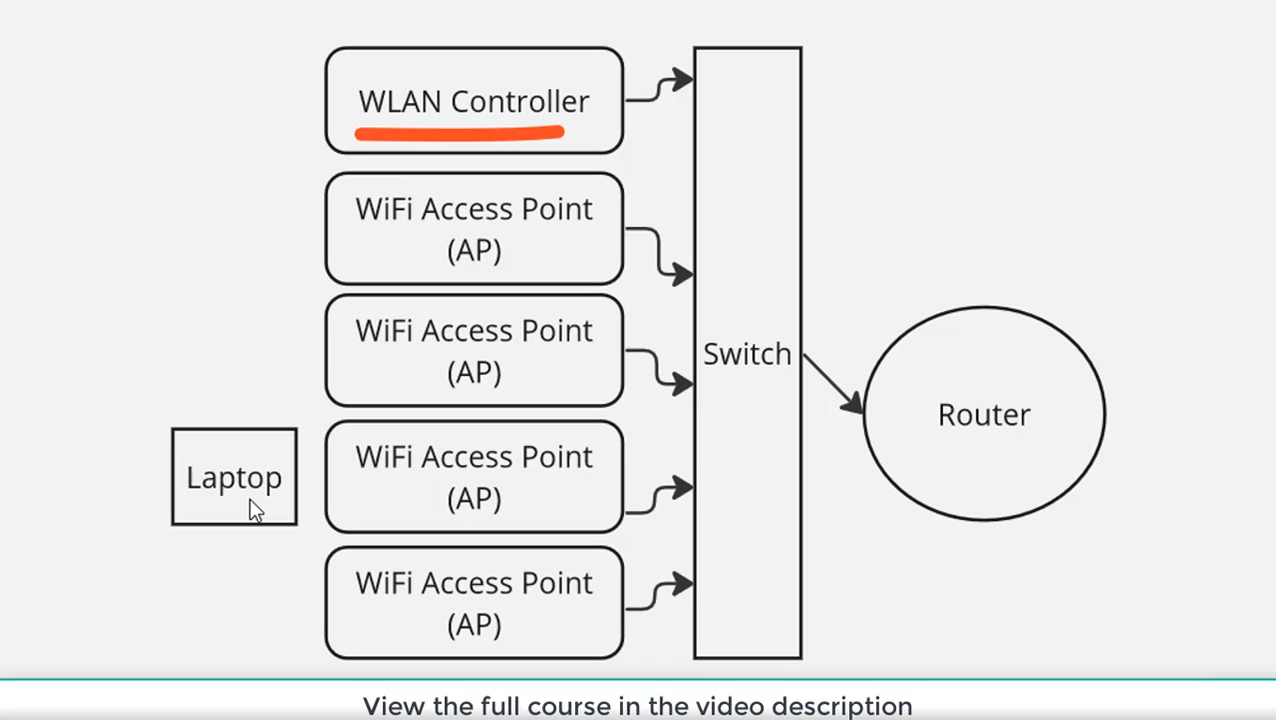 WLAN Controller
WiFi Access Point
(AP)
WiFi Access Point
(AP)
Switch
Router
Laptop
WiFi Access Point
(AP)
WiFi Access Point
(AP)
View the full course in the video description